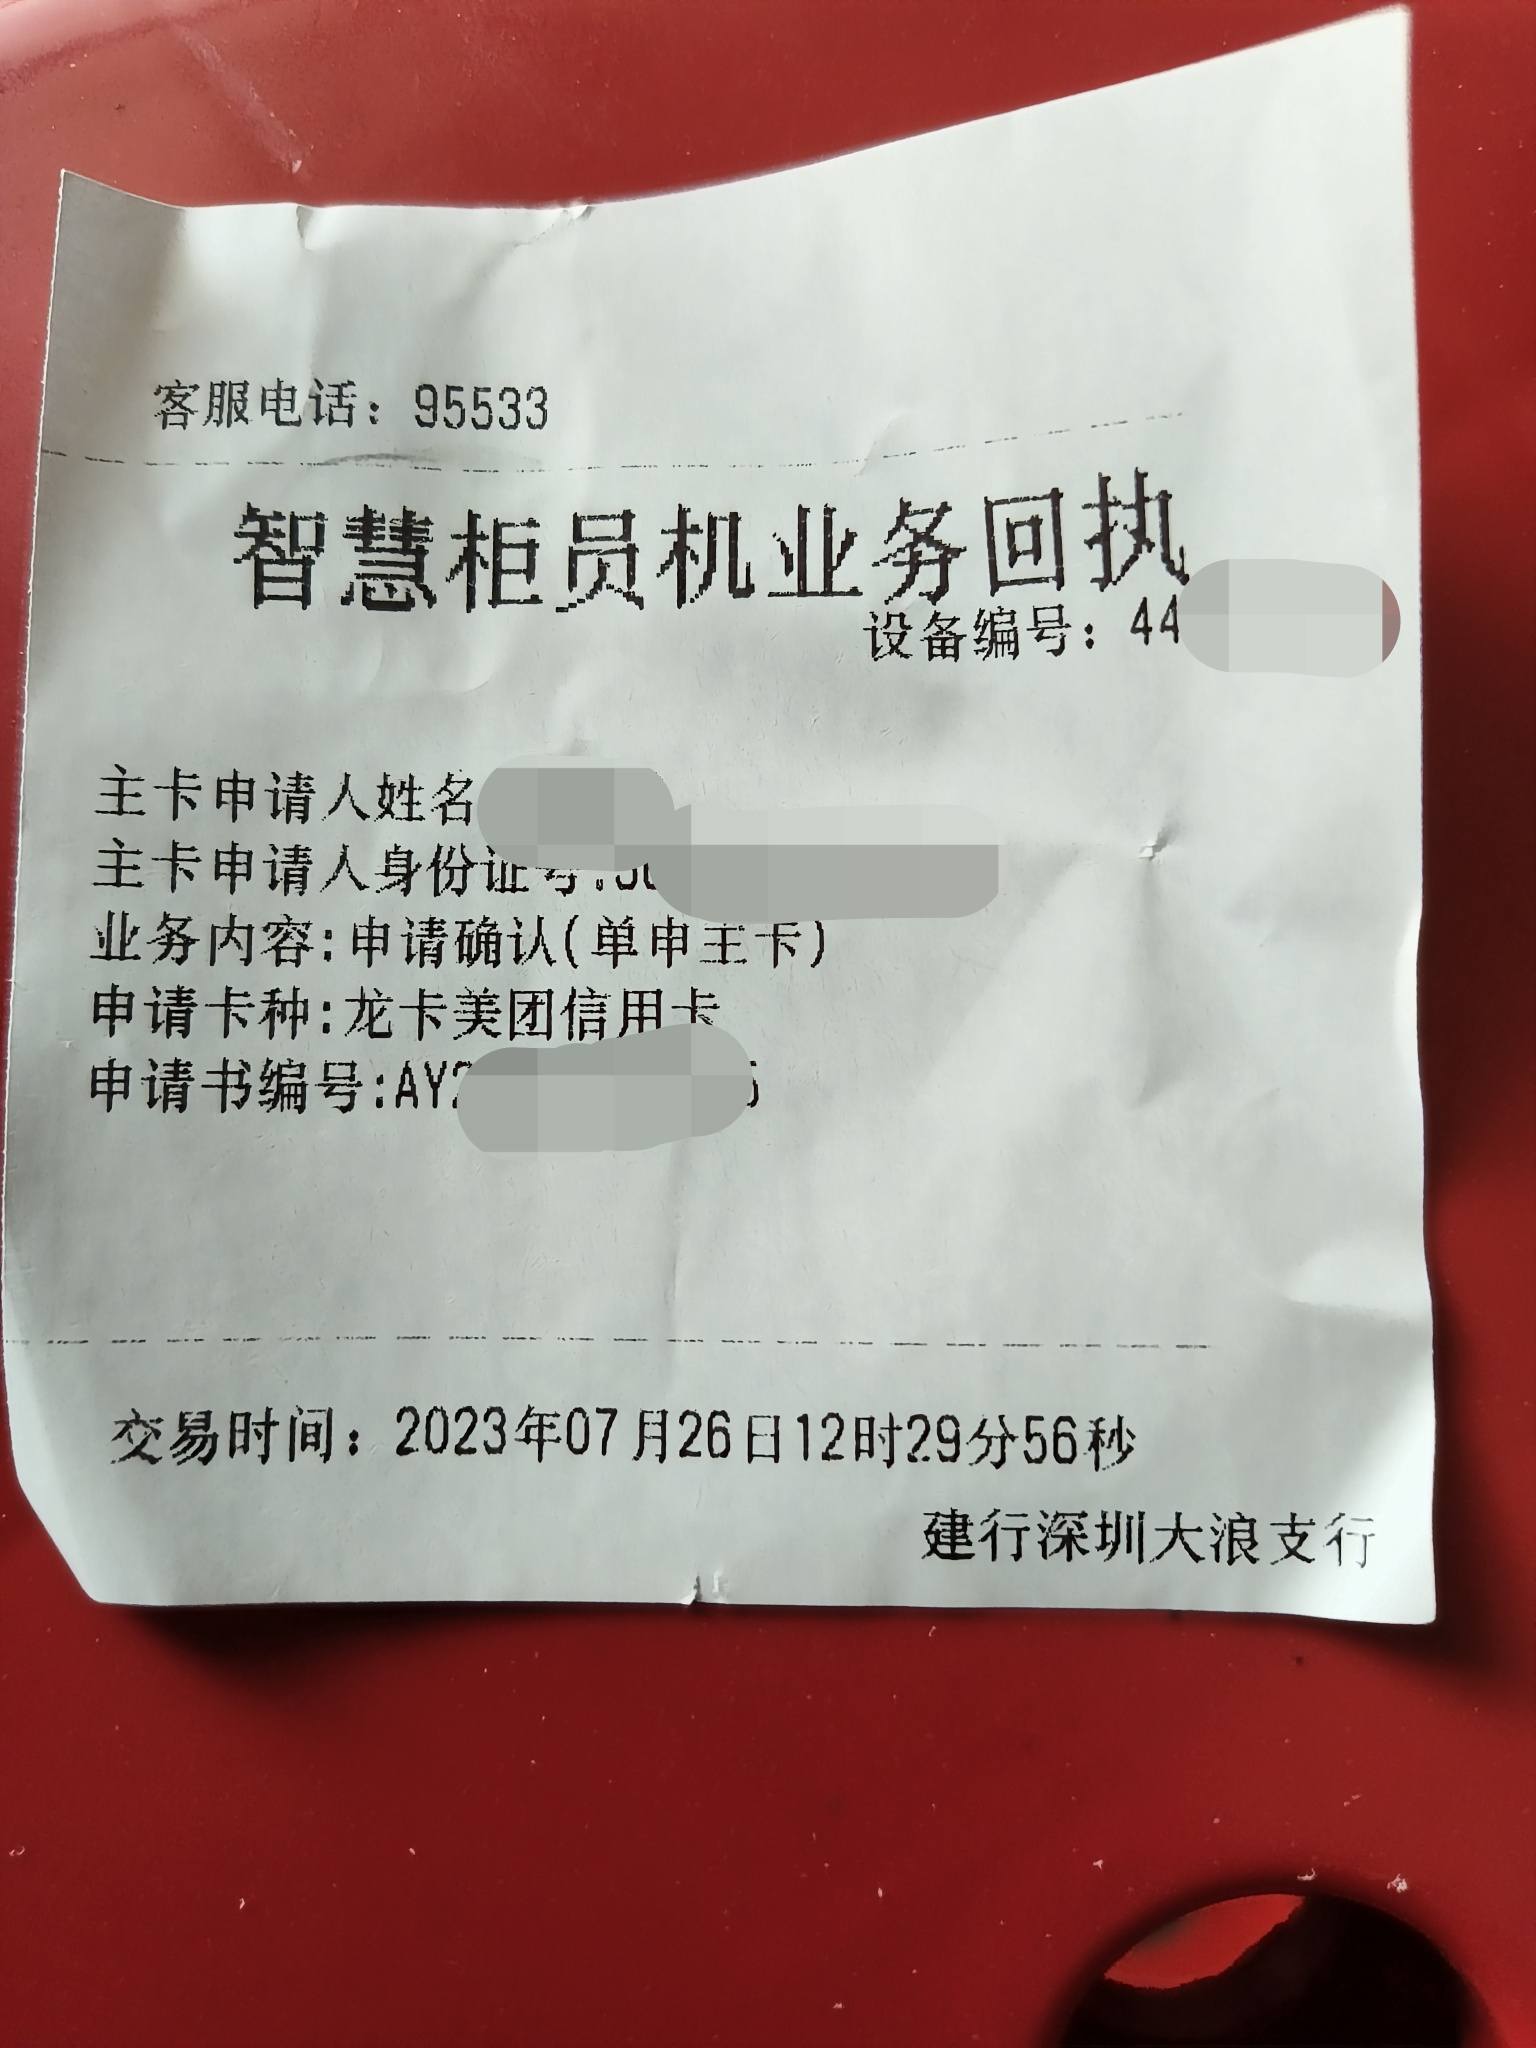 客服电话：95533
智慧柜员机业务回执
设备编号：44
主卡申请人姓名
主卡申请人身份证号:
业务内容:申请确认(单申主卡)
申请卡种:龙卡美团信用卡
申请书编号:AY2 5
交易时间：2023年07月26日12时29分56秒
建行深圳大浪支行